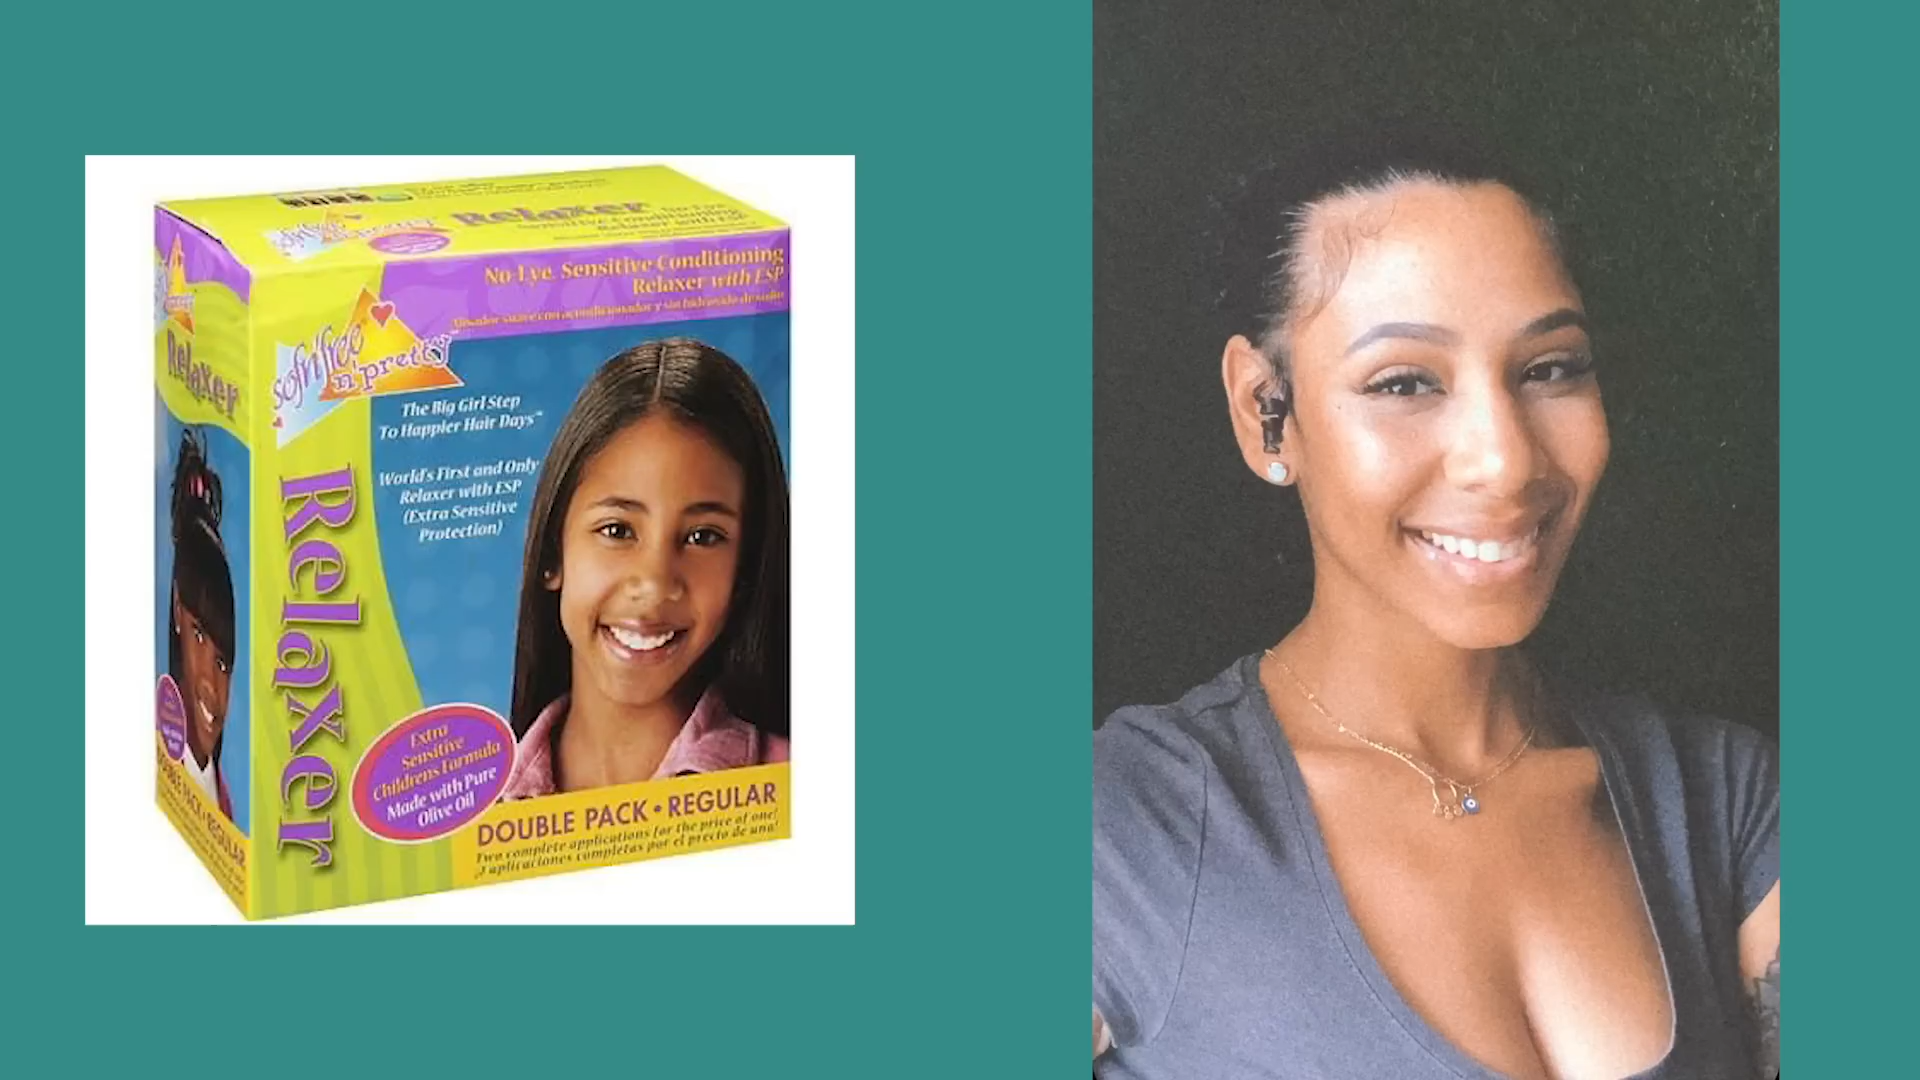 Relaxer
No-Lye, Sensitive Conditioning
Relaxer with ESP
sofn'free
n'pretty™
The Big Girl Step
To Happier Hair Days™
World's First and Only
Relaxer with ESP
(Extra Sensitive
Protection)
Relaxer
Extra
Sensitive
Childrens Formula
Made with Pure
Olive Oil
DOUBLE PACK • REGULAR
Two complete applications for the price of one!
¡2 aplicaciones completas por el precio de una!
Relaxer
DOUBLE PACK • REGULAR